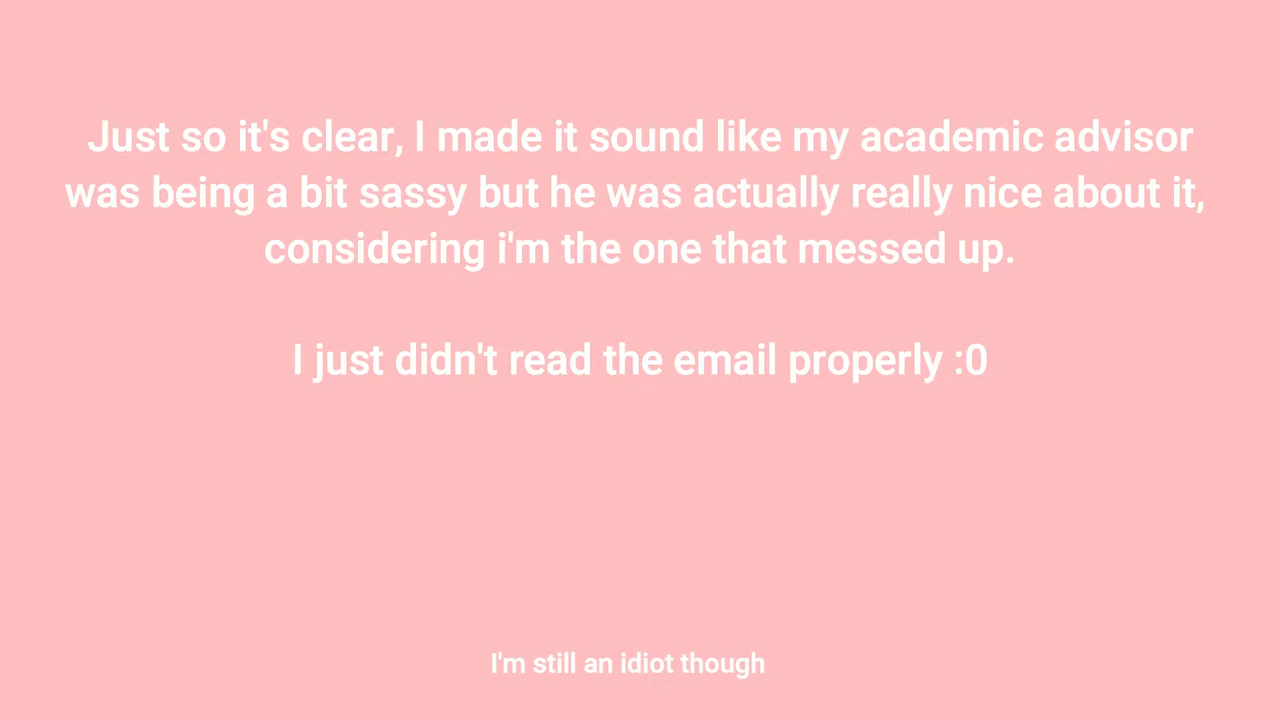 Just so it's clear, I made it sound like my academic advisor
was being a bit sassy but he was actually really nice about it,
considering i'm the one that messed up.
I just didn't read the email properly :0
I'm still an idiot though